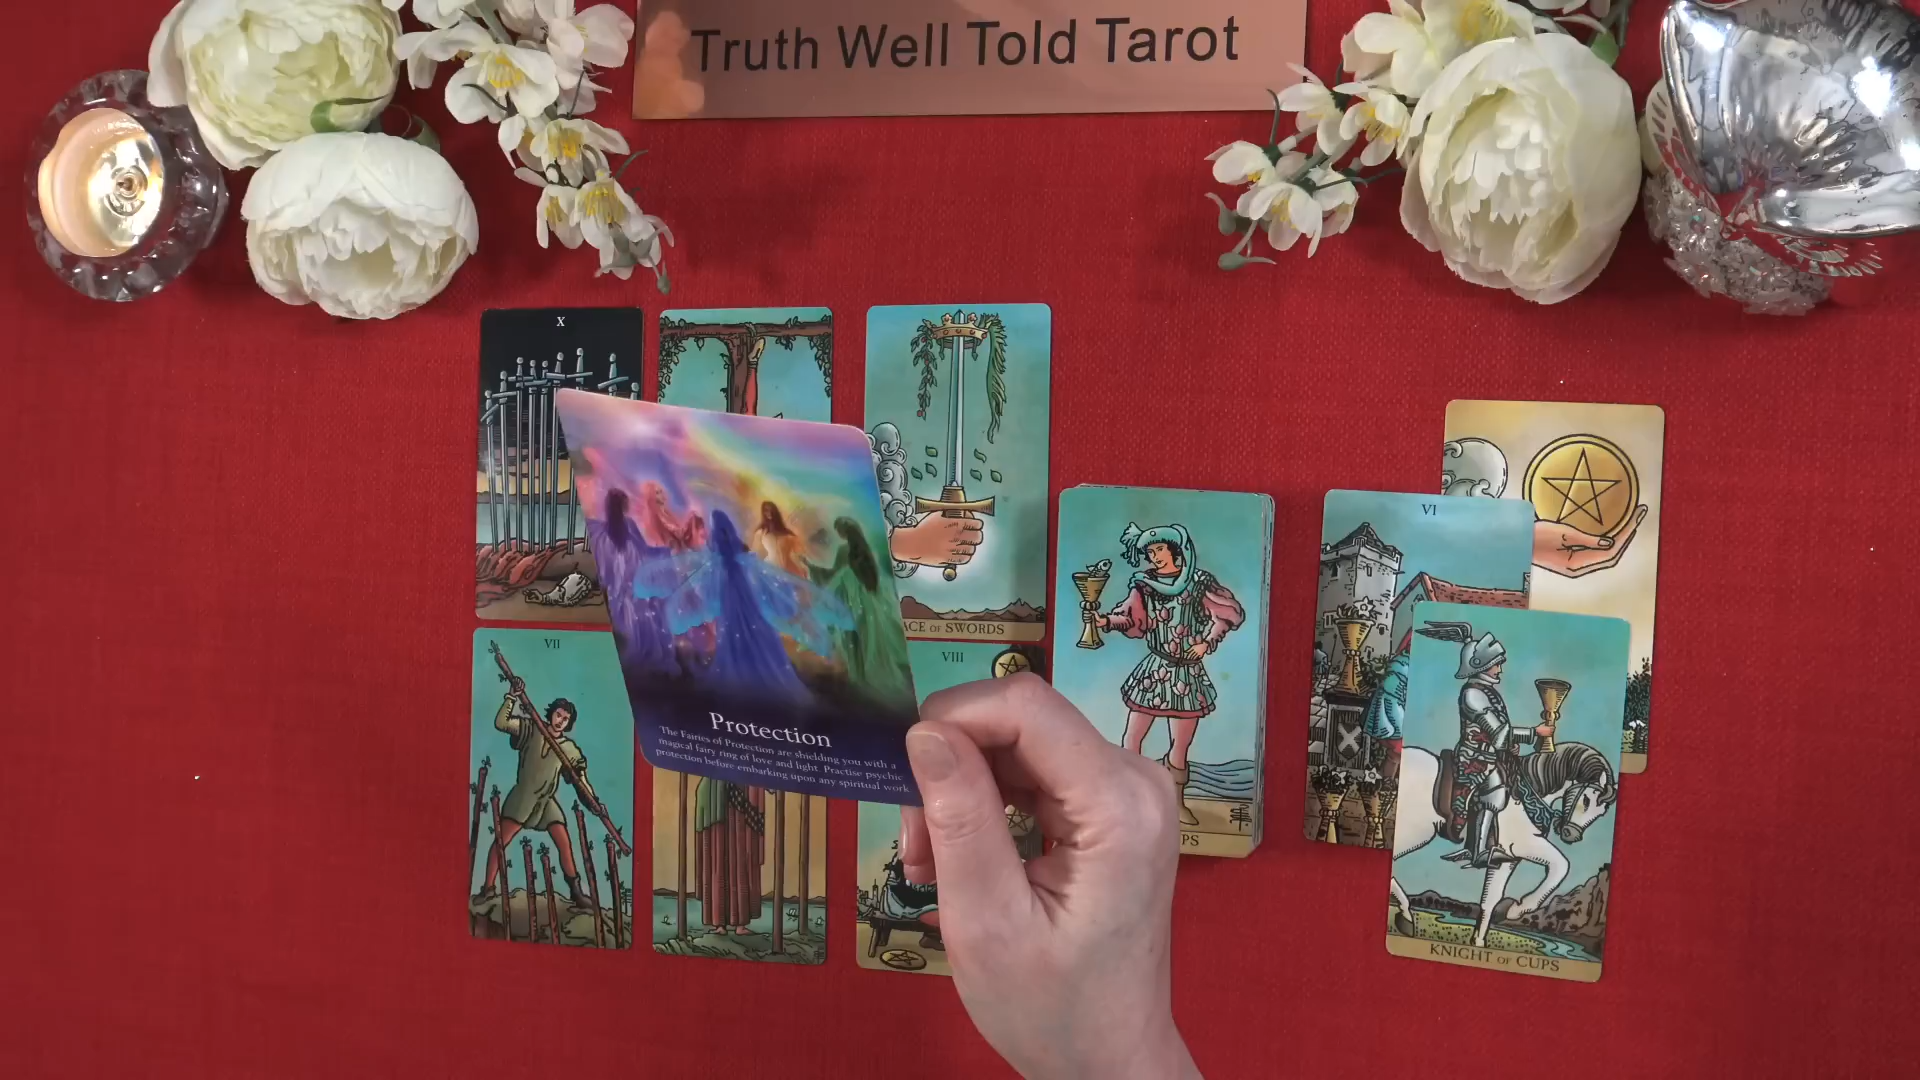 Truth Well Told Tarot
X
ACE OF SWORDS
VI
VII
VIII
Protection
The Fairies of Protection are shielding you with a
magical fairy ring of love and light. Practise psychic
protection before embarking upon any spiritual work
PS
KNIGHT OF CUPS